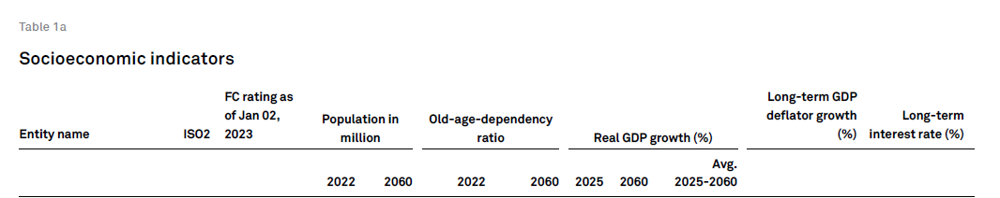 Table 1a
Socioeconomic indicators
FC rating as
of Jan 02,
2023
Entity name ISO2
Population in
million
Old-age-dependency
ratio
Real GDP growth (%)
Long-term GDP
deflator growth
(%)
Long-term
interest rate (%)
2022 2060 2022 2060 2025 2060 Avg.
2025-2060